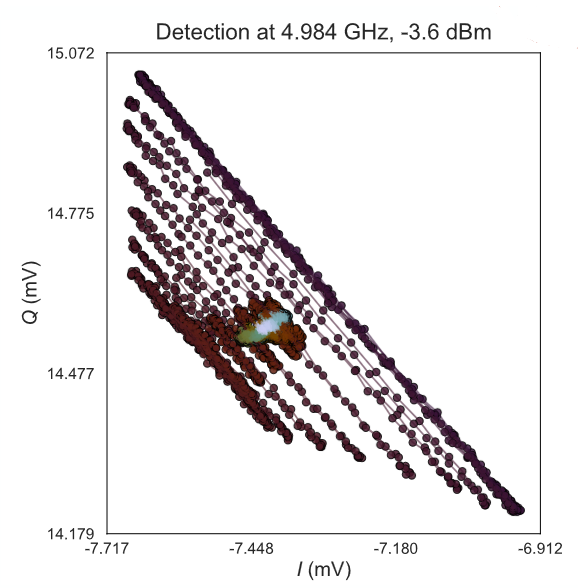 Detection at 4.984 GHz, -3.6 dBm
15.072
14.775
14.477
14.179
Q (mV)
-7.717
-7.448
-7.180
-6.912
I (mV)